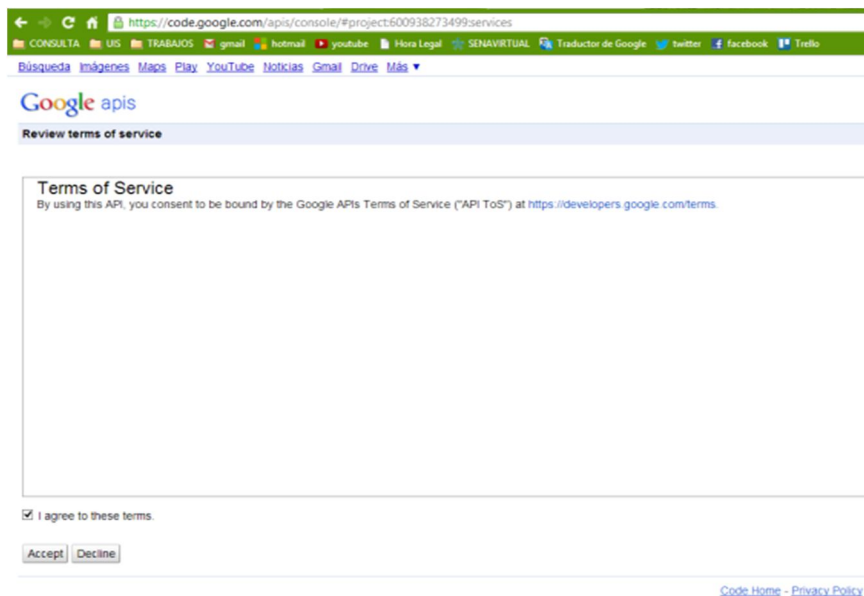 https://code.google.com/apis/console/#project:600938273499:services
CONSULTA UIS TRABAJOS gmail hotmail youtube Hora Legal SENAVIRTUAL Traductor de Google twitter facebook Trello
Búsqueda Imágenes Maps Play YouTube Noticias Gmail Drive Más ▼
Google apis
Review terms of service
Terms of Service
By using this API, you consent to be bound by the Google APIs Terms of Service ("API ToS") at https://developers.google.com/terms.
I agree to these terms.
Accept Decline
Code Home - Privacy Policy